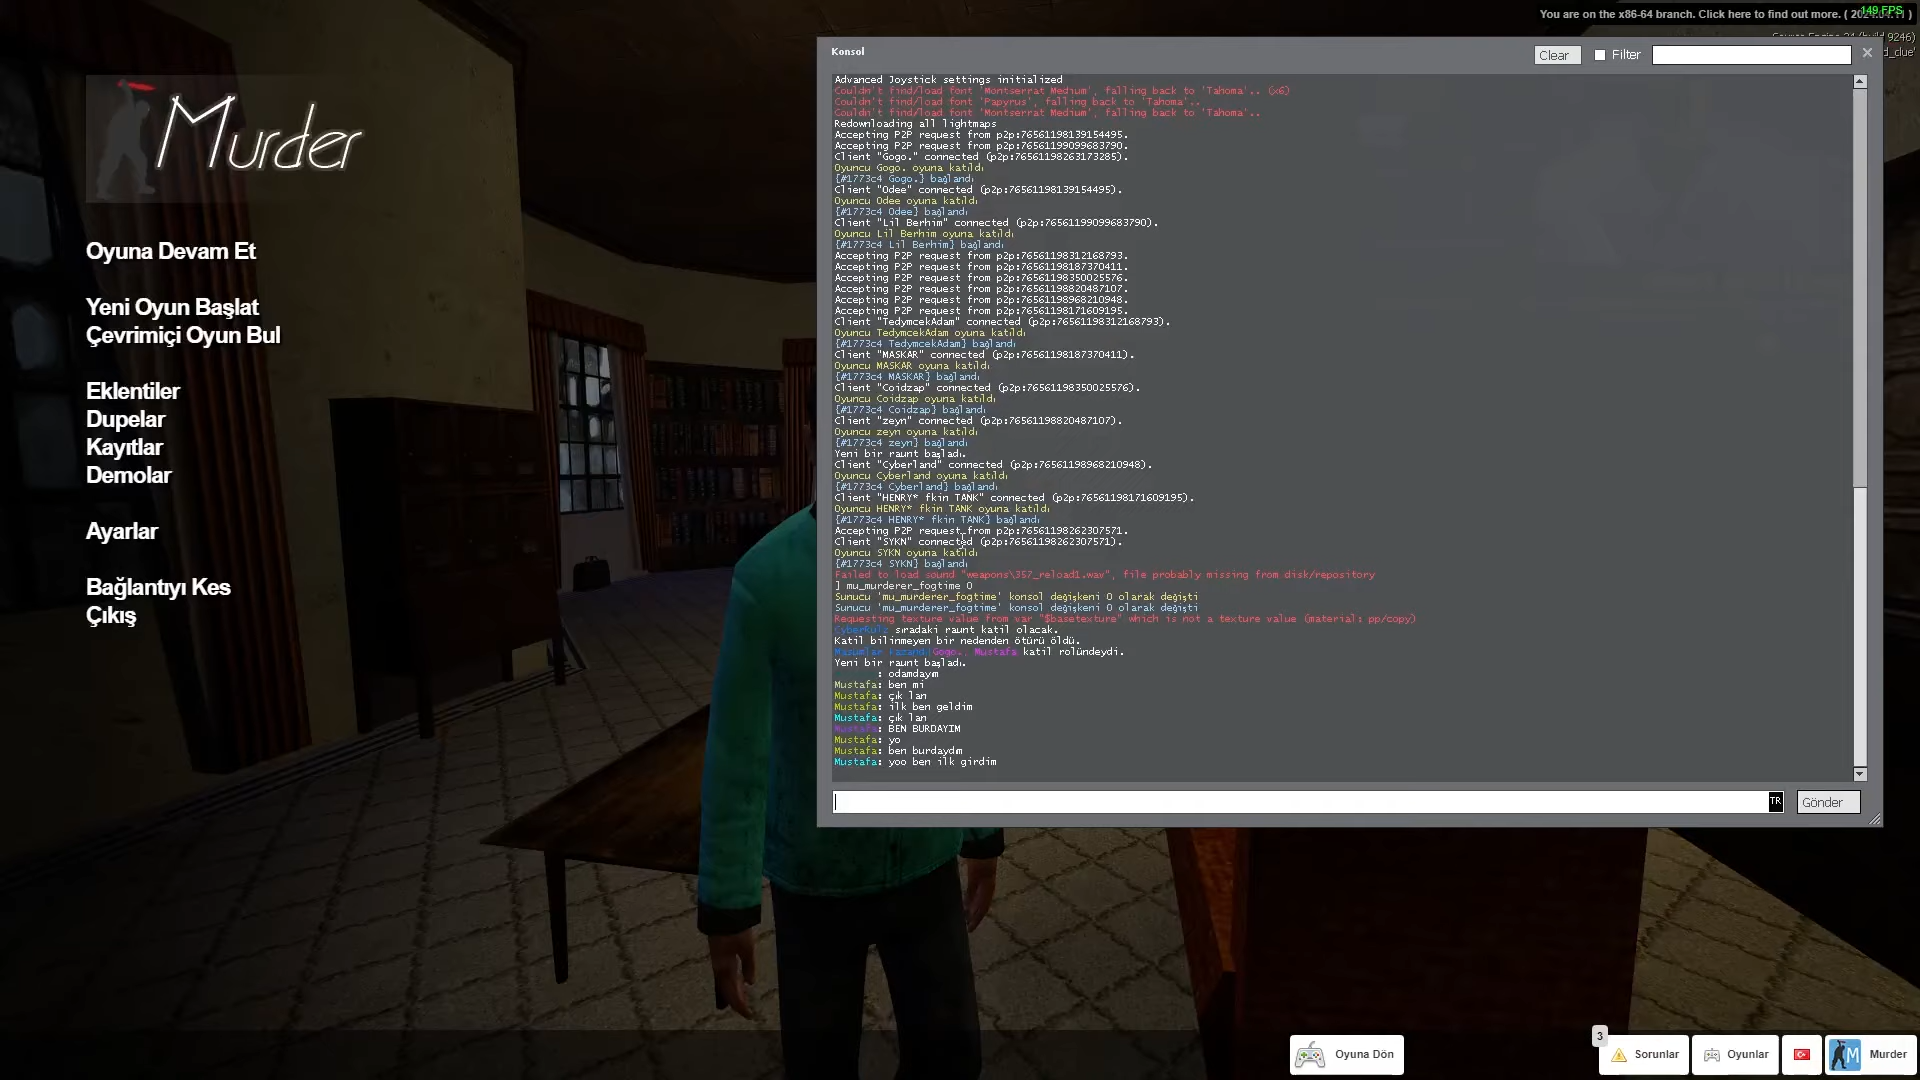 You are on the x86-64 branch. Click here to find out more. (
149 FPS
Murder
Oyuna Devam Et
Yeni Oyun Başlat
Çevrimiçi Oyun Bul
Eklentiler
Dupelar
Kayıtlar
Demolar
Ayarlar
Bağlantıyı Kes
Çıkış
Konsol
Clear
Filter
Advanced Joystick settings initialized
Couldn't find/load font 'Montserrat Medium', falling back to 'Tahoma'.. (x6)
Couldn't find/load font 'Papyrus', falling back to 'Tahoma'..
Couldn't find/load font 'Montserrat Medium', falling back to 'Tahoma'..
Redownloading all lightmaps
Accepting P2P request from p2p:76561198139154495.
Accepting P2P request from p2p:76561199099683790.
Client "Gogo." connected (p2p:76561198263173285).
Oyuncu Gogo. oyuna katıldı
{#1773c4 Gogo.} bağlandı
Client "Odee" connected (p2p:76561198139154495).
Oyuncu Odee oyuna katıldı
{#1773c4 Odee} bağlandı
Client "Lil Berhim" connected (p2p:76561199099683790).
Oyuncu Lil Berhim oyuna katıldı
{#1773c4 Lil Berhim} bağlandı
Accepting P2P request from p2p:76561198312168793.
Accepting P2P request from p2p:76561198187370411.
Accepting P2P request from p2p:76561198350025576.
Accepting P2P request from p2p:76561198820487107.
Accepting P2P request from p2p:76561198968210948.
Accepting P2P request from p2p:76561198171609195.
Client "TedymcekAdam" connected (p2p:76561198312168793).
Oyuncu TedymcekAdam oyuna katıldı
{#1773c4 TedymcekAdam} bağlandı
Client "MASKAR" connected (p2p:76561198187370411).
Oyuncu MASKAR oyuna katıldı
{#1773c4 MASKAR} bağlandı
Client "Coidzap" connected (p2p:76561198350025576).
Oyuncu Coidzap oyuna katıldı
{#1773c4 Coidzap} bağlandı
Client "zeyn" connected (p2p:76561198820487107).
Oyuncu zeyn oyuna katıldı
{#1773c4 zeyn} bağlandı
Yeni bir raunt başladı.
Client "Cyberland" connected (p2p:76561198968210948).
Oyuncu Cyberland oyuna katıldı
{#1773c4 Cyberland} bağlandı
Client "HENRY* fkin TANK" connected (p2p:76561198171609195).
Oyuncu HENRY* fkin TANK oyuna katıldı
{#1773c4 HENRY* fkin TANK} bağlandı
Accepting P2P request from p2p:76561198262307571.
Client "SYKN" connected (p2p:76561198262307571).
Oyuncu SYKN oyuna katıldı
{#1773c4 SYKN} bağlandı
Failed to load sound "weapons\357_reload1.wav", file probably missing from disk/repository
] mu_murderer_fogtime 0
Sunucu 'mu_murderer_fogtime' konsol değişkeni 0 olarak değişti
Sunucu 'mu_murderer_fogtime' konsol değişkeni 0 olarak değişti
Requesting texture value from var "$basetexture" which is not a texture value (material: pp/copy)
CyberRulz sıradaki raunt katil olacak.
Katil bilinmeyen bir nedenden ötürü öldü.
Masumlar kazandı! Gogo., Mustafa katil rolündeydi.
Yeni bir raunt başladı.
: odamdayım
Mustafa: ben mi
Mustafa: çık lan
Mustafa: ilk ben geldim
Mustafa: çık lan
Mustafa: BEN BURDAYIM
Mustafa: yo
Mustafa: ben burdaydım
Mustafa: yoo ben ilk girdim
TR
Gönder
Oyuna Dön
3
Sorunlar
Oyunlar
M
Murder